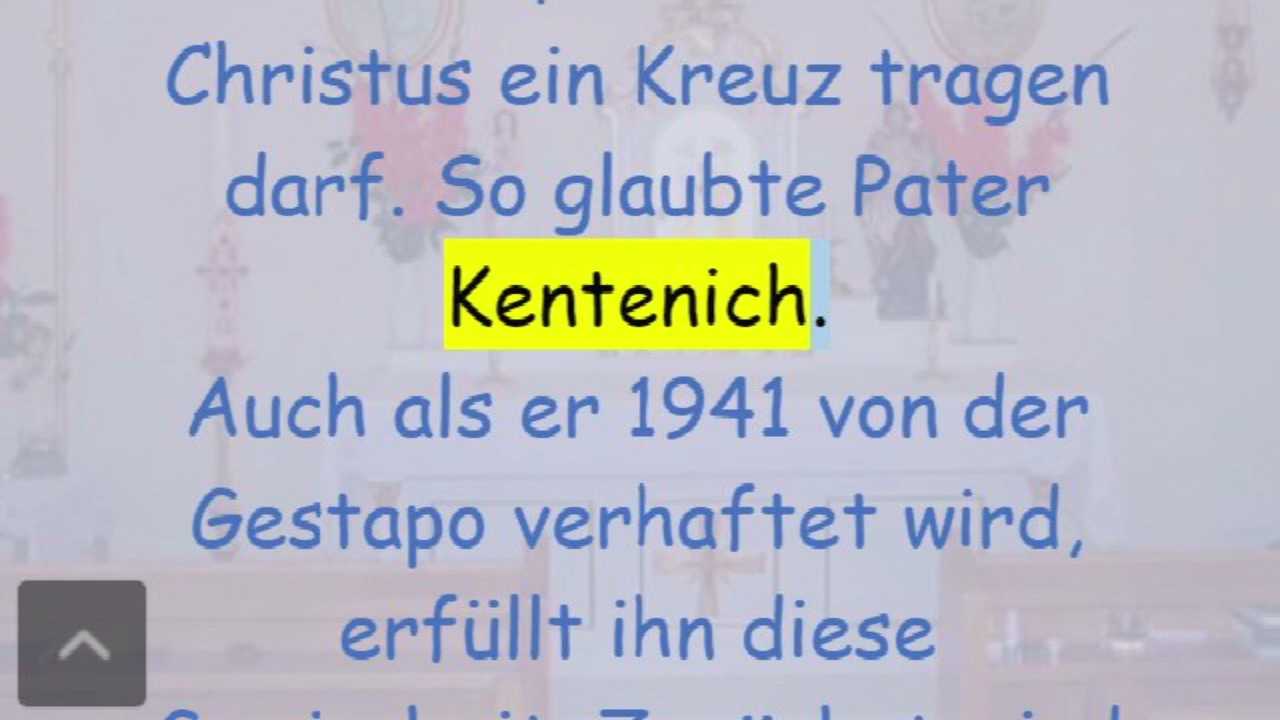 Christus ein Kreuz tragen
darf. So glaubte Pater
Kentenich.
Auch als er 1941 von der
Gestapo verhaftet wird,
erfüllt ihn diese